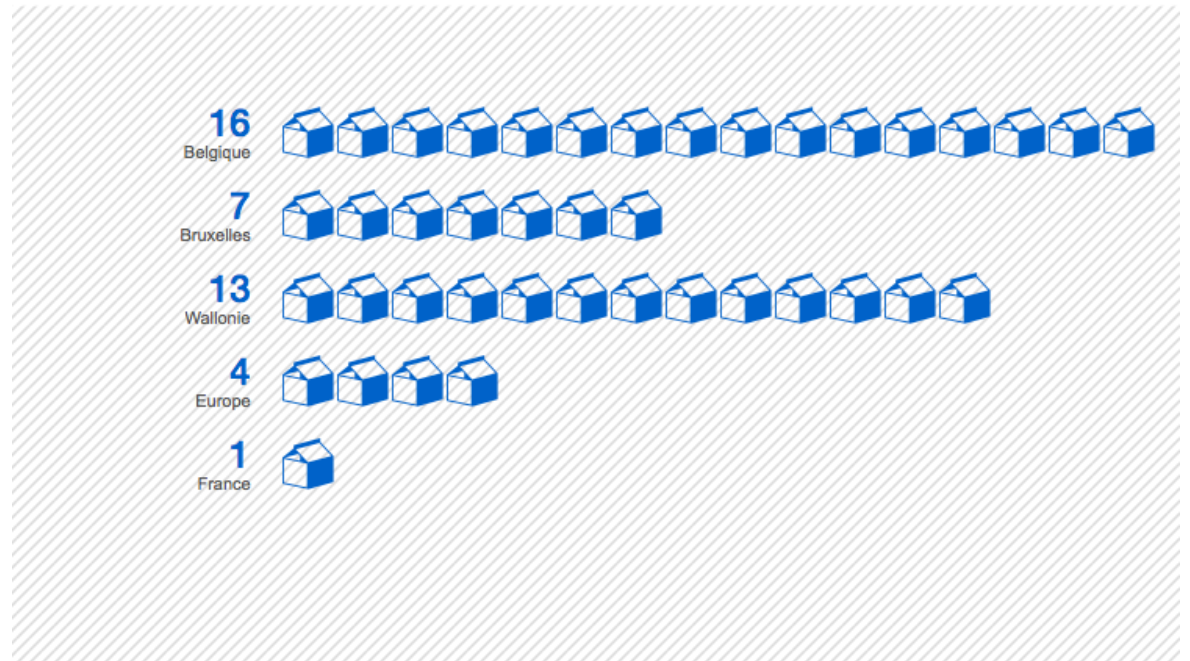 16
Belgique
7
Bruxelles
13
Wallonie
4
Europe
1
France